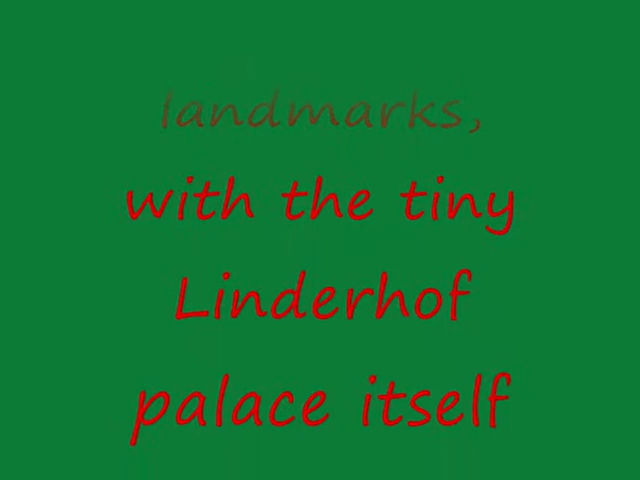 landmarks,
with the tiny
Linderhof
palace itself